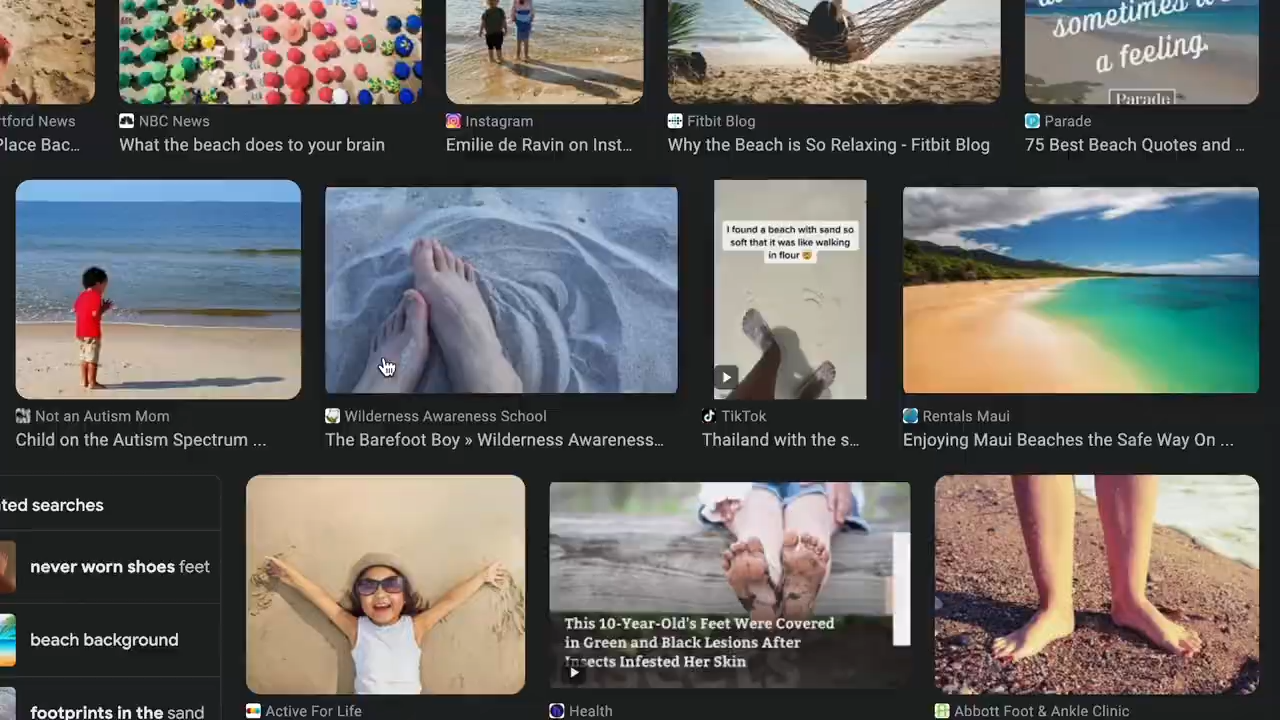 sometimes it's
a feeling.
Parade
tford News
NBC News
Instagram
Fitbit Blog
Parade
Place Bac...
What the beach does to your brain
Emilie de Ravin on Inst...
Why the Beach is So Relaxing - Fitbit Blog
75 Best Beach Quotes and ...
I found a beach with sand so
soft that it was like walking
in flour 🤯
Not an Autism Mom
Wilderness Awareness School
TikTok
Rentals Maui
Child on the Autism Spectrum ...
The Barefoot Boy » Wilderness Awareness...
Thailand with the s...
Enjoying Maui Beaches the Safe Way On ...
ted searches
never worn shoes feet
beach background
footprints in the sand
This 10-Year-Old's Feet Were Covered
in Green and Black Lesions After
Insects Infested Her Skin
Active For Life
Health
Abbott Foot & Ankle Clinic